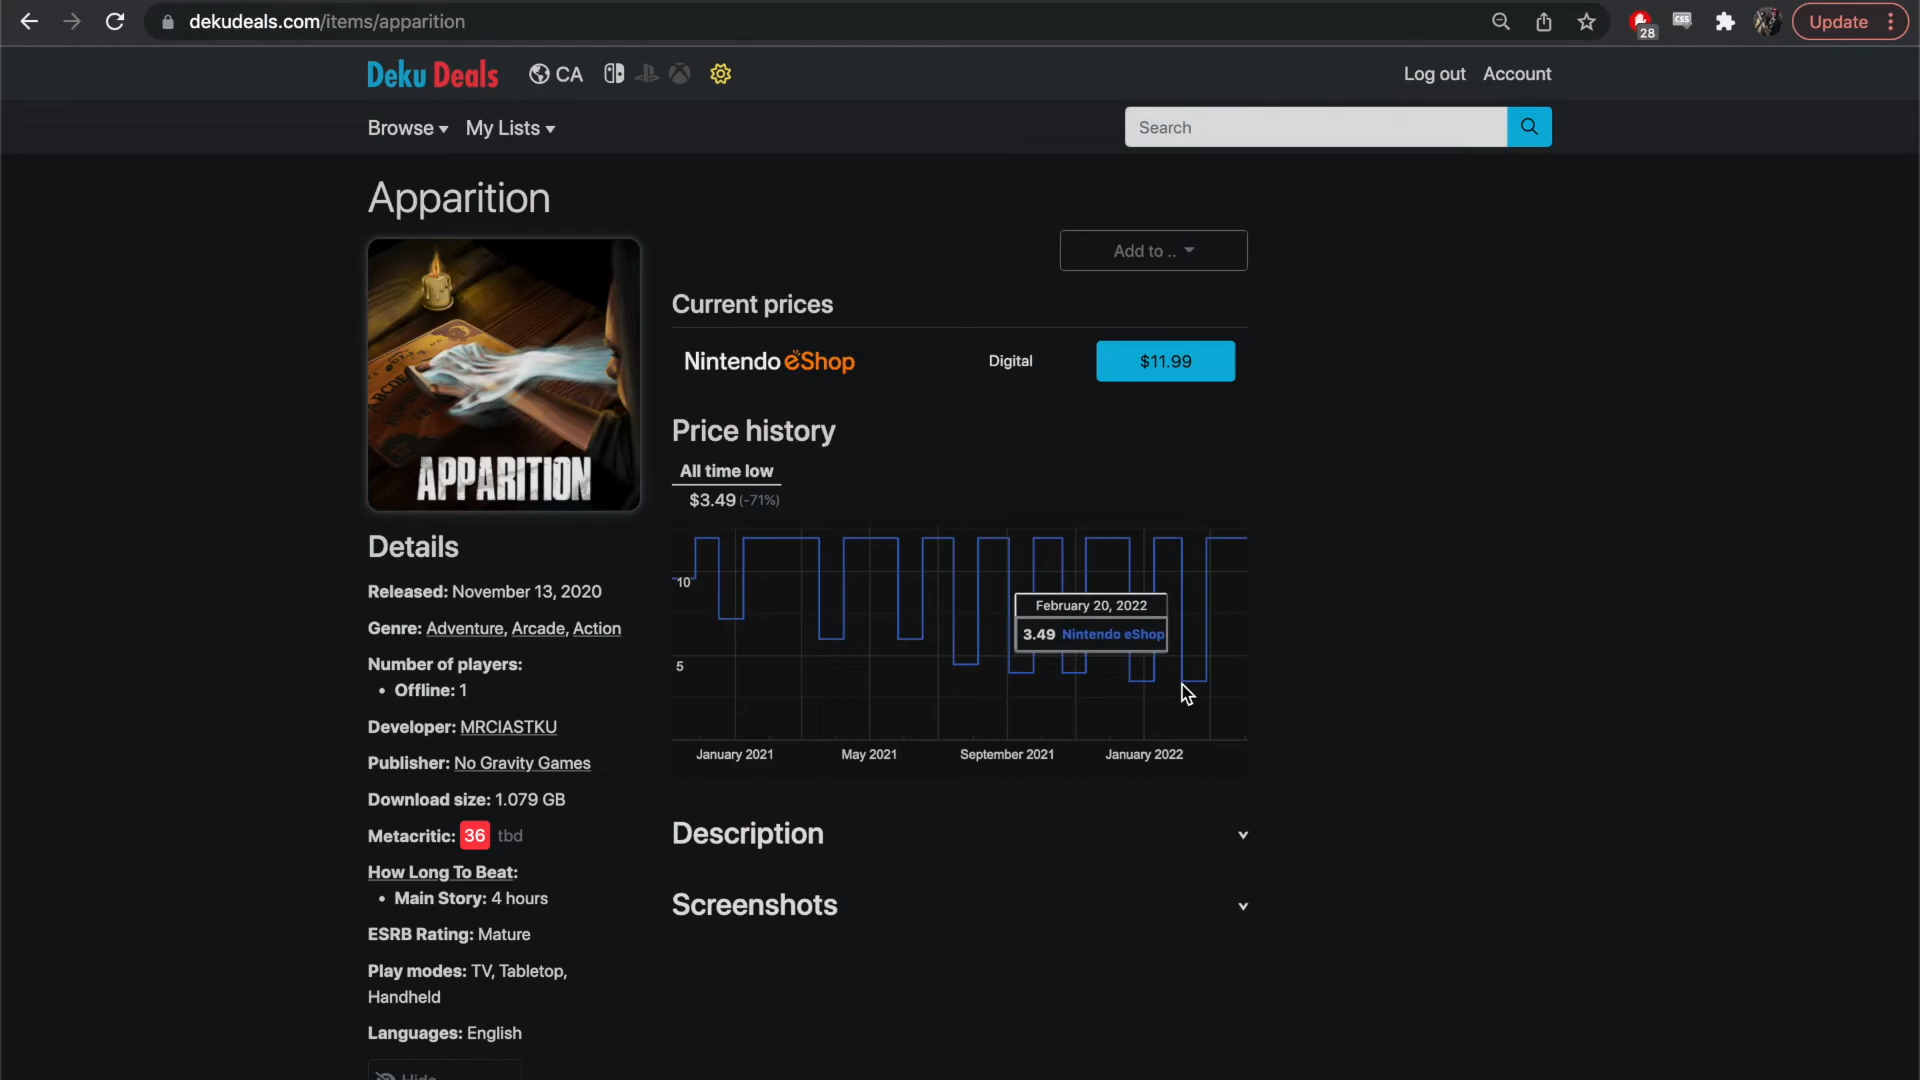 dekudeals.com/items/apparition
28
CSS
Update
Deku Deals
CA
Log out
Account
Browse
My Lists
Search
Apparition
Add to ..
APPARITION
Current prices
Nintendo eShop
Digital
$11.99
Price history
All time low
$3.49 (-71%)
10
5
February 20, 2022
3.49 Nintendo eShop
January 2021
May 2021
September 2021
January 2022
Details
Released: November 13, 2020
Genre: Adventure, Arcade, Action
Number of players:
• Offline: 1
Developer: MRCIASTKU
Publisher: No Gravity Games
Download size: 1.079 GB
Metacritic: 36 tbd
How Long To Beat:
• Main Story: 4 hours
ESRB Rating: Mature
Play modes: TV, Tabletop,
Handheld
Languages: English
Hide
Description
Screenshots